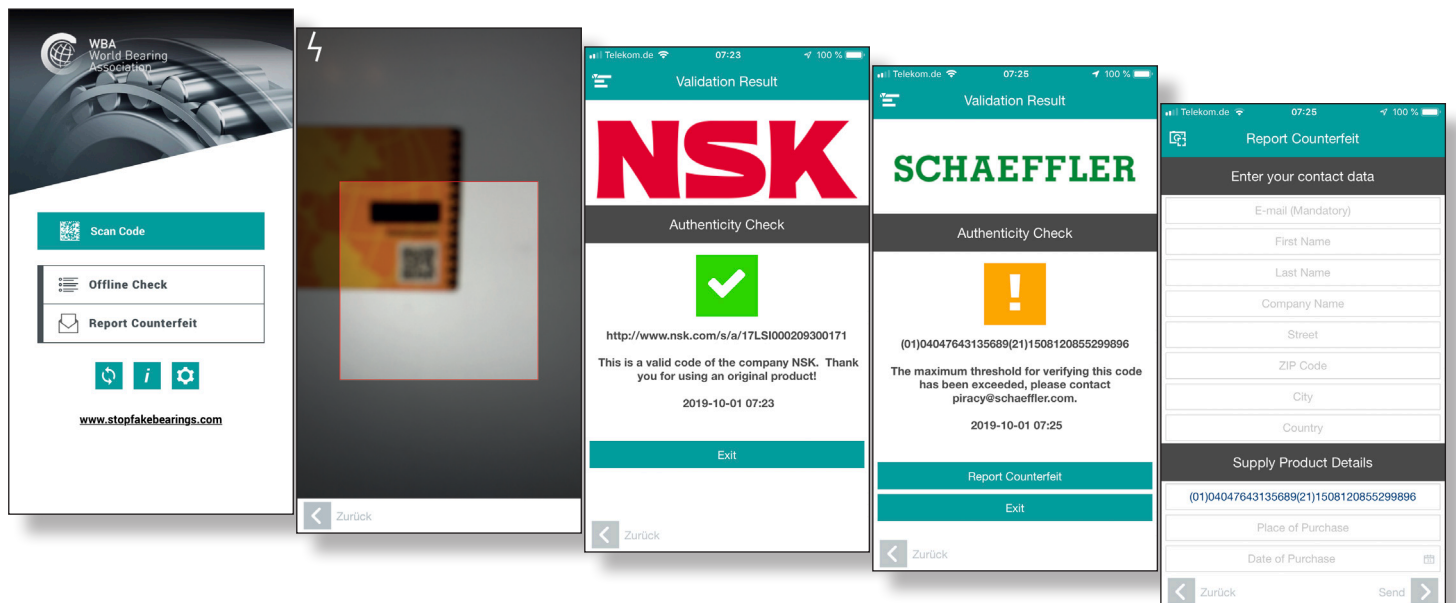 WBA
World Bearing
Association
Scan Code
Offline Check
Report Counterfeit
i
www.stopfakebearings.com
Zurück
Telekom.de
07:23
100 %
Validation Result
NSK
Authenticity Check
http://www.nsk.com/s/a/17LSI000209300171
This is a valid code of the company NSK. Thank
you for using an original product!
2019-10-01 07:23
Exit
Zurück
Telekom.de
07:25
100 %
Validation Result
SCHAEFFLER
Authenticity Check
!
(01)04047643135689(21)1508120855299896
The maximum threshold for verifying this code
has been exceeded, please contact
piracy@schaeffler.com.
2019-10-01 07:25
Report Counterfeit
Exit
Zurück
Telekom.de
07:25
100 %
Report Counterfeit
Enter your contact data
E-mail (Mandatory)
First Name
Last Name
Company Name
Street
ZIP Code
City
Country
Supply Product Details
(01)04047643135689(21)1508120855299896
Place of Purchase
Date of Purchase
Zurück
Send